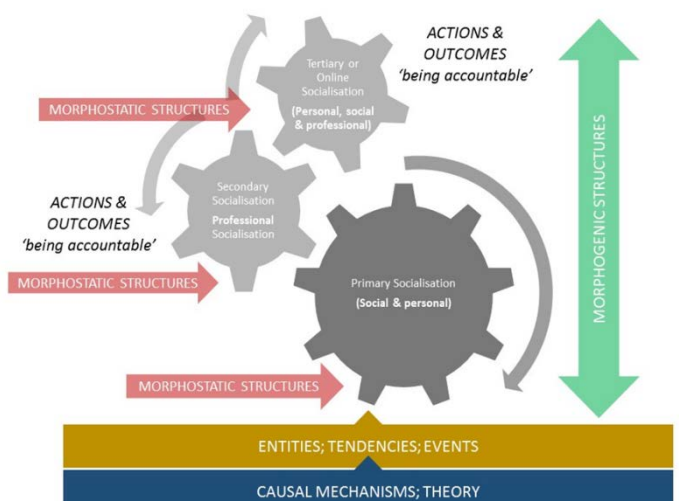 ACTIONS &
OUTCOMES
‘being accountable’
Tertiary or
Online
Socialisation
(Personal, social
& professional)
MORPHOSTATIC STRUCTURES
Secondary
Socialisation
Professional
Socialisation
ACTIONS &
OUTCOMES
‘being accountable’
MORPHOSTATIC STRUCTURES
Primary Socialisation
(Social & personal)
MORPHOSTATIC STRUCTURES
MORPHOGENIC STRUCTURES
ENTITIES; TENDENCIES; EVENTS
CAUSAL MECHANISMS; THEORY